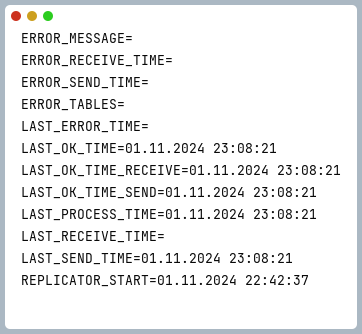 ERROR_MESSAGE=
ERROR_RECEIVE_TIME=
ERROR_SEND_TIME=
ERROR_TABLES=
LAST_ERROR_TIME=
LAST_OK_TIME=01.11.2024 23:08:21
LAST_OK_TIME_RECEIVE=01.11.2024 23:08:21
LAST_OK_TIME_SEND=01.11.2024 23:08:21
LAST_PROCESS_TIME=01.11.2024 23:08:21
LAST_RECEIVE_TIME=
LAST_SEND_TIME=01.11.2024 23:08:21
REPLICATOR_START=01.11.2024 22:42:37